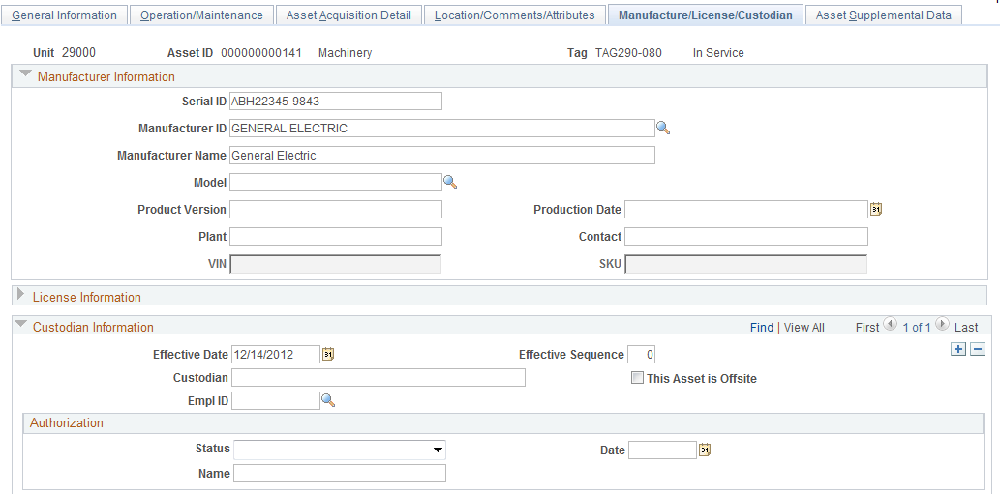 General Information Operation/Maintenance Asset Acquisition Detail Location/Comments/Attributes Manufacture/License/Custodian Asset Supplemental Data
Unit 29000 Asset ID 000000000141 Machinery Tag TAG290-080 In Service
Manufacturer Information
Serial ID ABH22345-9843
Manufacturer ID GENERAL ELECTRIC
Manufacturer Name General Electric
Model
Product Version Production Date 31
Plant Contact
VIN SKU
License Information
Custodian Information Find | View All First 1 of 1 Last
Effective Date 12/14/2012 31 Effective Sequence 0 + −
Custodian This Asset is Offsite
Empl ID
Authorization
Status Date 31
Name